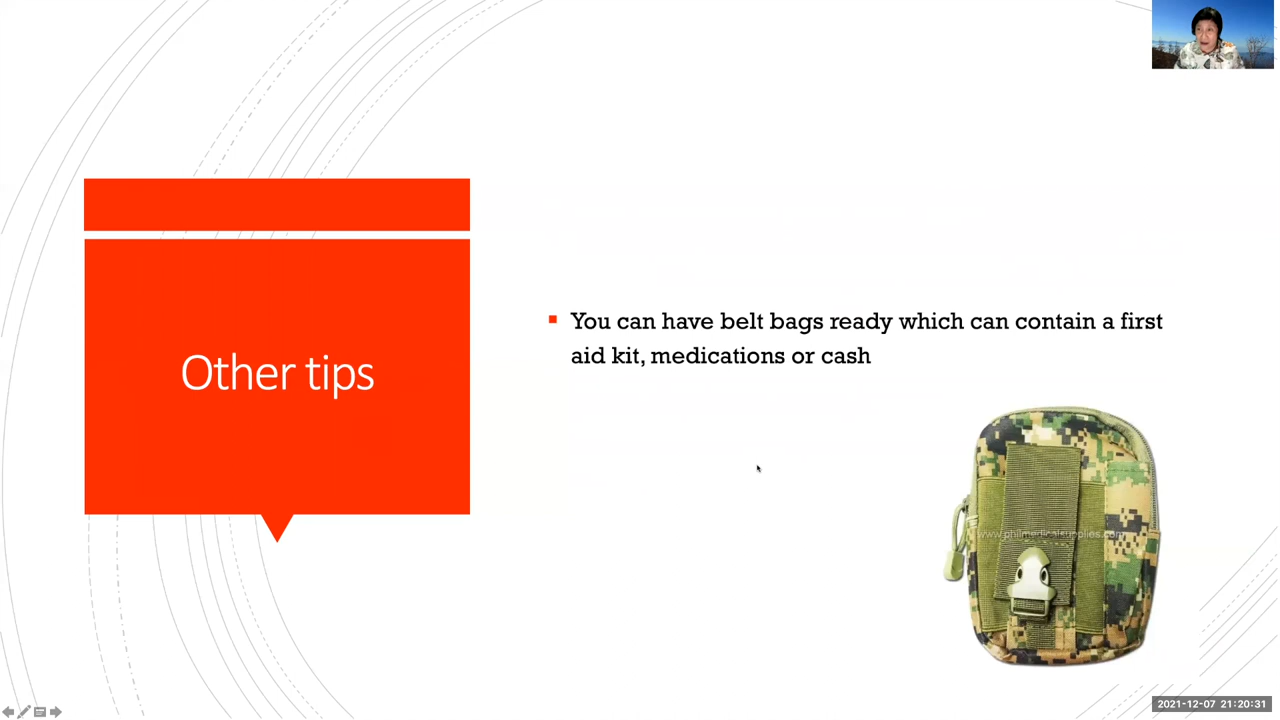 Other tips
You can have belt bags ready which can contain a first
aid kit, medications or cash
www.philmedicalsupplies.com
2021-12-07 21:20:31